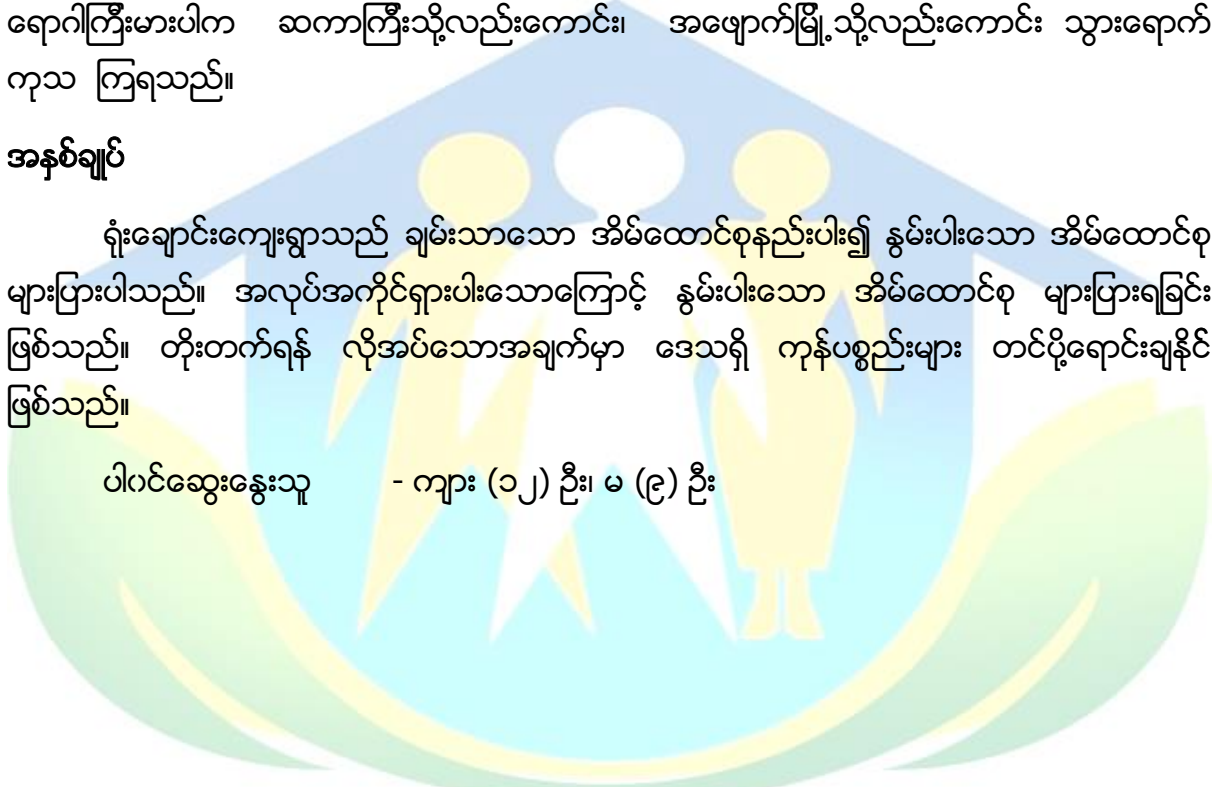 ရောဂါကြီးမားပါက ဆကာကြီးသို့လည်းကောင်း၊ အဖျောက်မြို့သို့လည်းကောင်း သွားရောက်
ကုသ ကြရသည်။
အနှစ်ချုပ်
ရုံးချောင်းကျေးရွာသည် ချမ်းသာသော အိမ်ထောင်စုနည်းပါး၍ နွမ်းပါးသော အိမ်ထောင်စု
များပြားပါသည်။ အလုပ်အကိုင်ရှားပါးသောကြောင့် နွမ်းပါးသော အိမ်ထောင်စု များပြားရခြင်း
ဖြစ်သည်။ တိုးတက်ရန် လိုအပ်သောအချက်မှာ ဒေသရှိ ကုန်ပစ္စည်းများ တင်ပို့ရောင်းချနိုင်
ဖြစ်သည်။
ပါဝင်ဆွေးနွေးသူ - ကျား (၁၂) ဦး၊ မ (၉) ဦး